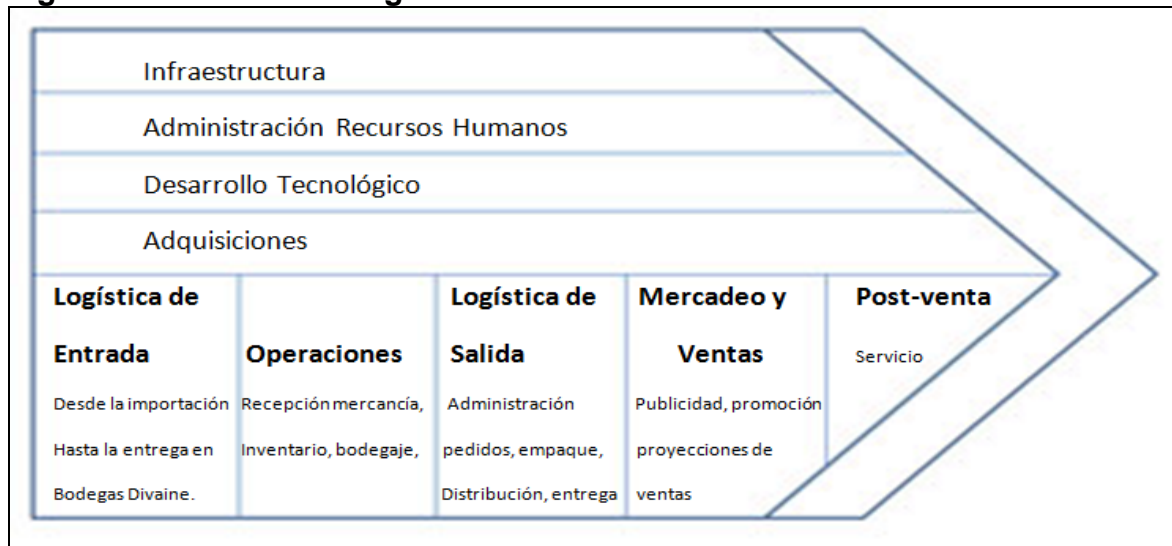 Infraestructura
Administración Recursos Humanos
Desarrollo Tecnológico
Adquisiciones
Logística de
Entrada
Desde la importación
Hasta la entrega en
Bodegas Divaine.
Operaciones
Recepción mercancía,
Inventario, bodegaje,
Logística de
Salida
Administración
pedidos, empaque,
Distribución, entrega
Mercadeo y
Ventas
Publicidad, promoción
proyecciones de
ventas
Post-venta
Servicio